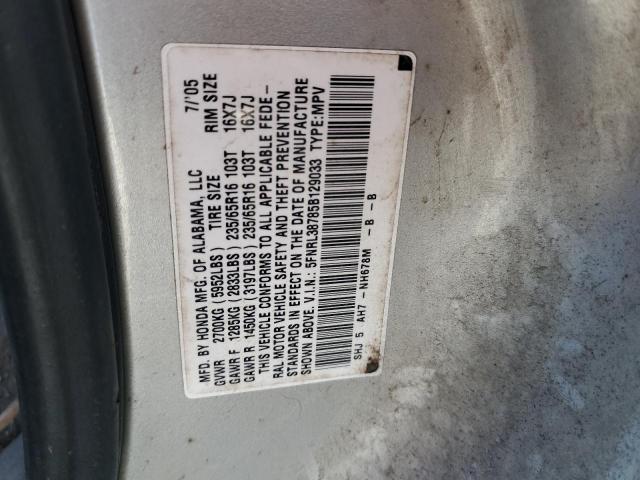 MFD. BY HONDA MFG. OF ALABAMA, LLC 7/'05
GVWR 2700KG (5952LBS) TIRE SIZE RIM SIZE
GAWR F 1285KG (2833LBS) 235/65R16 103T 16X7J
GAWR R 1450KG (3197LBS) 235/65R16 103T 16X7J
THIS VEHICLE CONFORMS TO ALL APPLICABLE FEDE-
RAL MOTOR VEHICLE SAFETY AND THEFT PREVENTION
STANDARDS IN EFFECT ON THE DATE OF MANUFACTURE
SHOWN ABOVE. V.I.N.: 5FNRL38785B129033 TYPE:MPV
SHJ 5 AH7 - NH678M - B - B